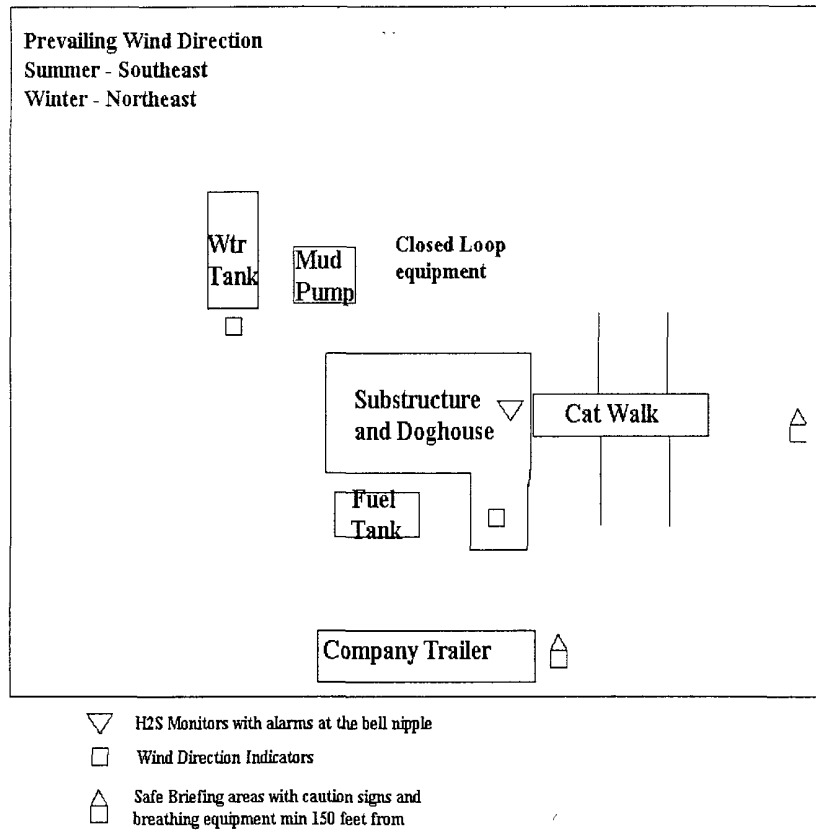 Prevailing Wind Direction
Summer - Southeast
Winter - Northeast
Wtr
Tank
Mud
Pump
Closed Loop
equipment
Substructure
and Doghouse
Cat Walk
Fuel
Tank
Company Trailer
H2S Monitors with alarms at the bell nipple
Wind Direction Indicators
Safe Briefing areas with caution signs and
breathing equipment min 150 feet from